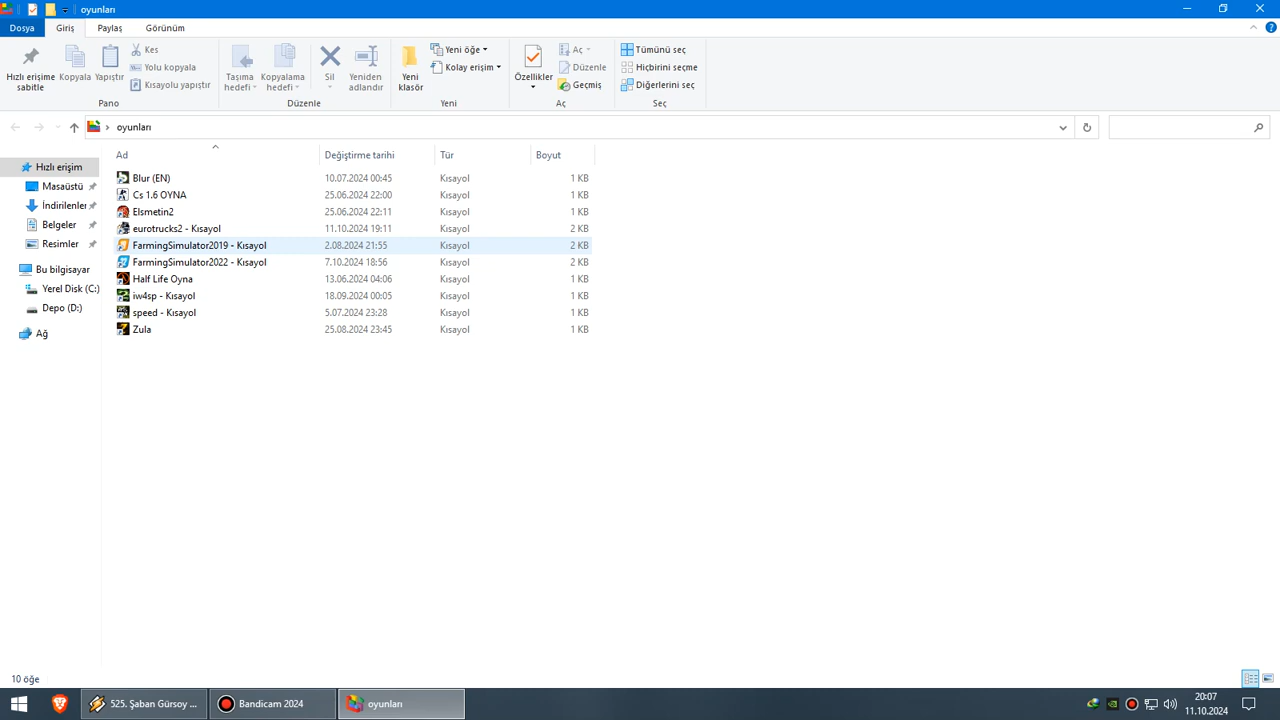 oyunları
Dosya Giriş Paylaş Görünüm
Hızlı erişime sabitle
Kopyala
Yapıştır
Kes
Yolu kopyala
Kısayolu yapıştır
Pano
Taşıma hedefi
Kopyalama hedefi
Sil
Yeniden adlandır
Düzenle
Yeni klasör
Yeni öğe
Kolay erişim
Yeni
Özellikler
Aç
Düzenle
Geçmiş
Aç
Tümünü seç
Hiçbirini seçme
Diğerlerini seç
Seç
oyunları
Hızlı erişim
Masaüstü
İndirilenler
Belgeler
Resimler
Bu bilgisayar
Yerel Disk (C:)
Depo (D:)
Ağ
Ad Değiştirme tarihi Tür Boyut
Blur (EN) 10.07.2024 00:45 Kısayol 1 KB
Cs 1.6 OYNA 25.06.2024 22:00 Kısayol 1 KB
Elsmetin2 25.06.2024 22:11 Kısayol 1 KB
eurotrucks2 - Kısayol 11.10.2024 19:11 Kısayol 2 KB
FarmingSimulator2019 - Kısayol 2.08.2024 21:55 Kısayol 2 KB
FarmingSimulator2022 - Kısayol 7.10.2024 18:56 Kısayol 2 KB
Half Life Oyna 13.06.2024 04:06 Kısayol 1 KB
iw4sp - Kısayol 18.09.2024 00:05 Kısayol 1 KB
speed - Kısayol 5.07.2024 23:28 Kısayol 1 KB
Zula 25.08.2024 23:45 Kısayol 1 KB
10 öğe
525. Şaban Gürsoy ...
Bandicam 2024
oyunları
20:07
11.10.2024